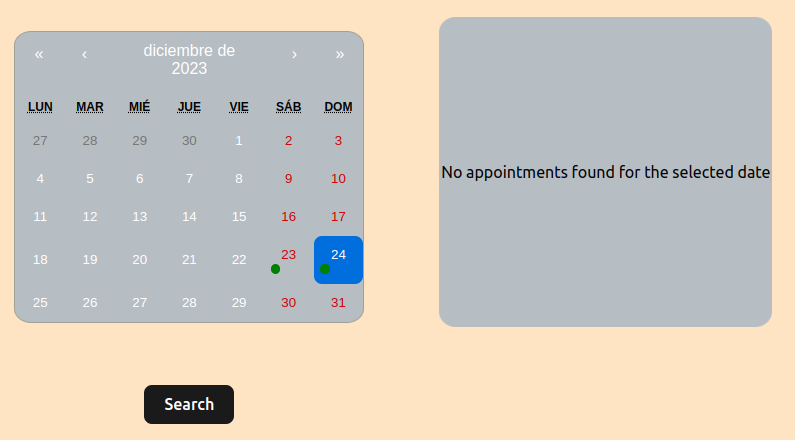 « ‹ diciembre de 2023 › »
LUN MAR MIÉ JUE VIE SÁB DOM
27 28 29 30 1 2 3
4 5 6 7 8 9 10
11 12 13 14 15 16 17
18 19 20 21 22 23 24
25 26 27 28 29 30 31
No appointments found for the selected date
Search